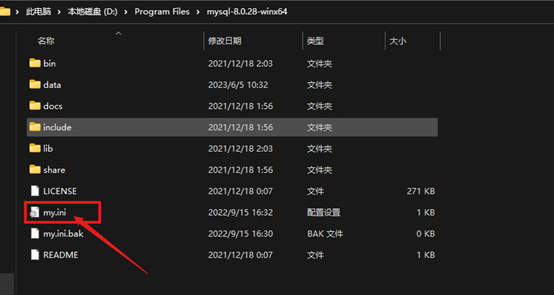 此电脑 > 本地磁盘 (D:) > Program Files > mysql-8.0.28-winx64
名称 修改日期 类型 大小
bin 2021/12/18 2:03 文件夹
data 2023/6/5 10:32 文件夹
docs 2021/12/18 1:56 文件夹
include 2021/12/18 1:56 文件夹
lib 2021/12/18 2:03 文件夹
share 2021/12/18 1:56 文件夹
LICENSE 2021/12/18 0:07 文件 271 KB
my.ini 2022/9/15 16:32 配置设置 1 KB
my.ini.bak 2022/9/15 16:30 BAK 文件 0 KB
README 2021/12/18 0:07 文件 1 KB